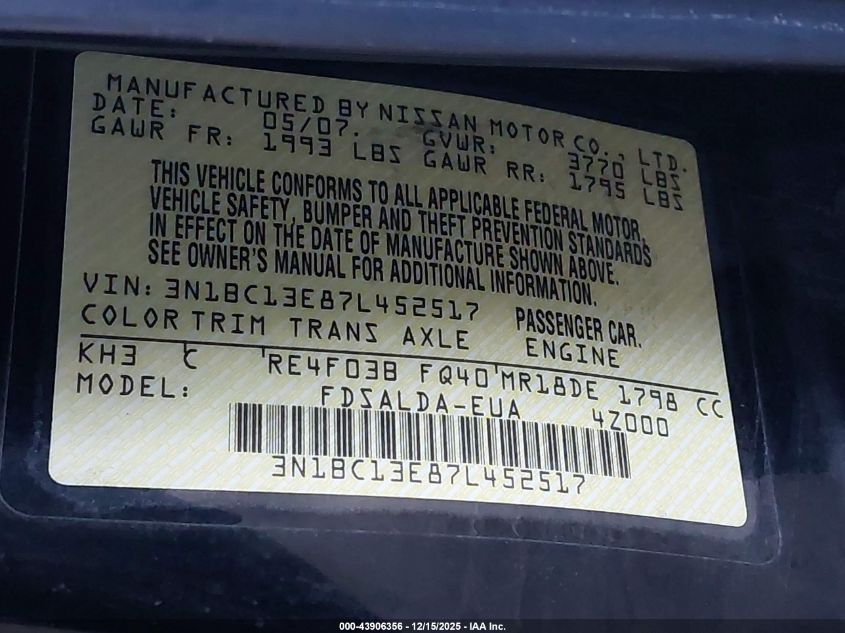 MANUFACTURED BY NISSAN MOTOR CO., LTD.
DATE: 05/07. GVWR: 3770 LBS
GAWR FR: 1993 LBS GAWR RR: 1795 LBS
THIS VEHICLE CONFORMS TO ALL APPLICABLE FEDERAL MOTOR
VEHICLE SAFETY, BUMPER AND THEFT PREVENTION STANDARDS
IN EFFECT ON THE DATE OF MANUFACTURE SHOWN ABOVE.
SEE OWNER'S MANUAL FOR ADDITIONAL INFORMATION.
VIN: 3N1BC13E87L452517 PASSENGER CAR.
COLOR TRIM TRANS AXLE ENGINE
KH3 C RE4F03B FQ40 MR18DE 1798 CC
MODEL: FDSALDA-EUA 4Z000
3N1BC13E87L452517
000-43906356 - 12/15/2025 - IAA Inc.